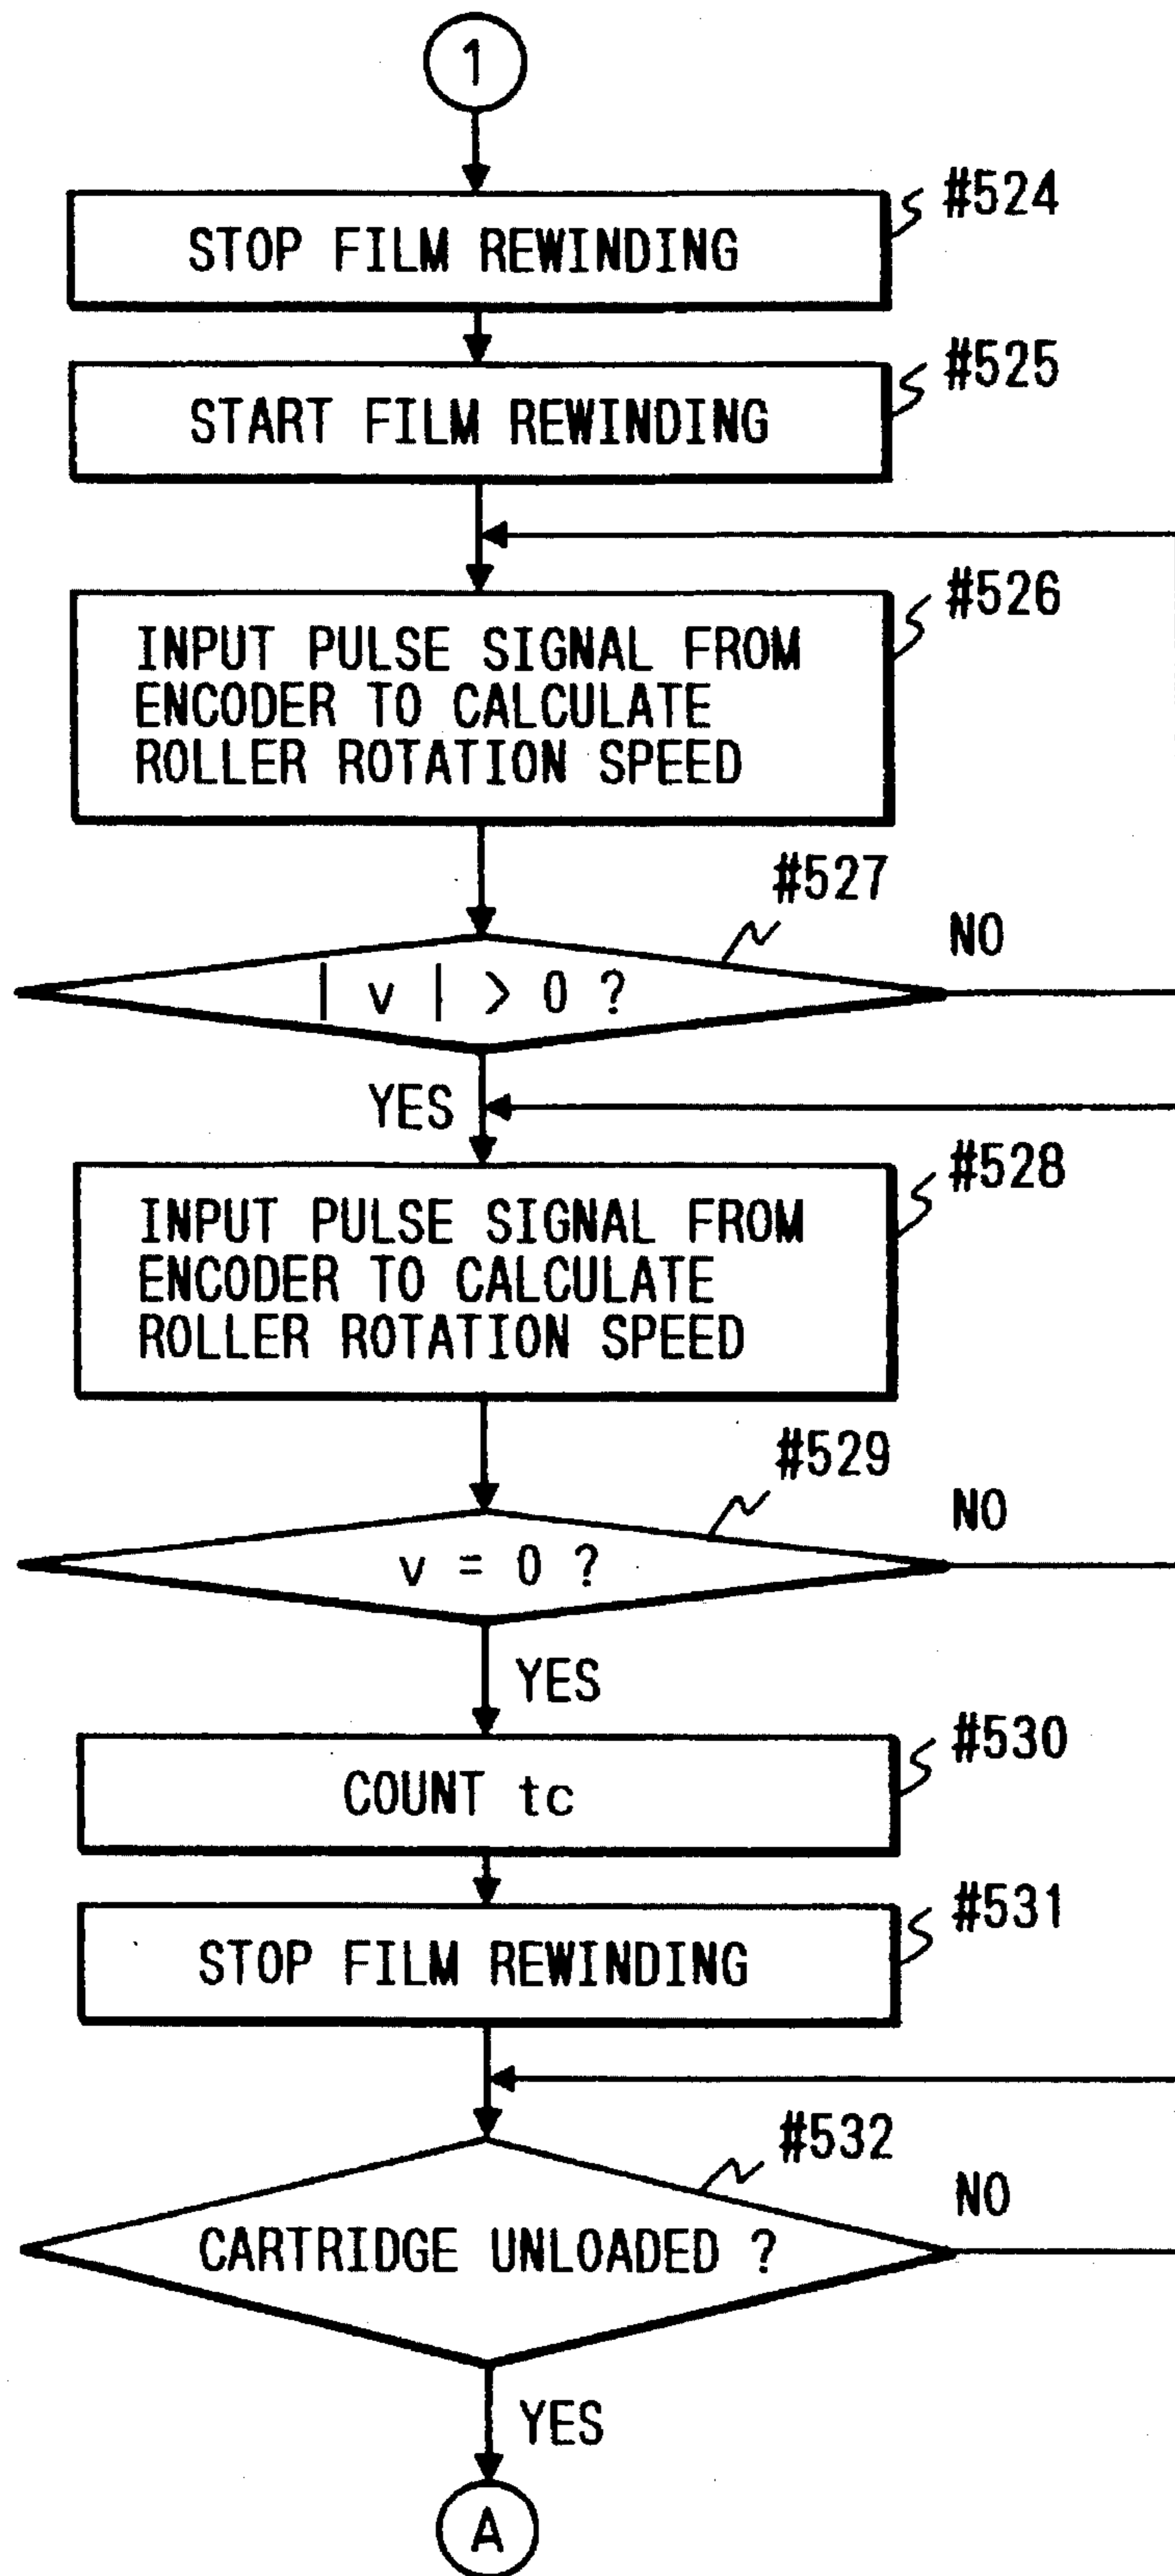 1
#524
STOP FILM REWINDING
#525
START FILM REWINDING
#526
INPUT PULSE SIGNAL FROM
ENCODER TO CALCULATE
ROLLER ROTATION SPEED
#527
NO
| v | > 0 ?
YES
#528
INPUT PULSE SIGNAL FROM
ENCODER TO CALCULATE
ROLLER ROTATION SPEED
#529
NO
v = 0 ?
YES
#530
COUNT tc
#531
STOP FILM REWINDING
#532
NO
CARTRIDGE UNLOADED ?
YES
A